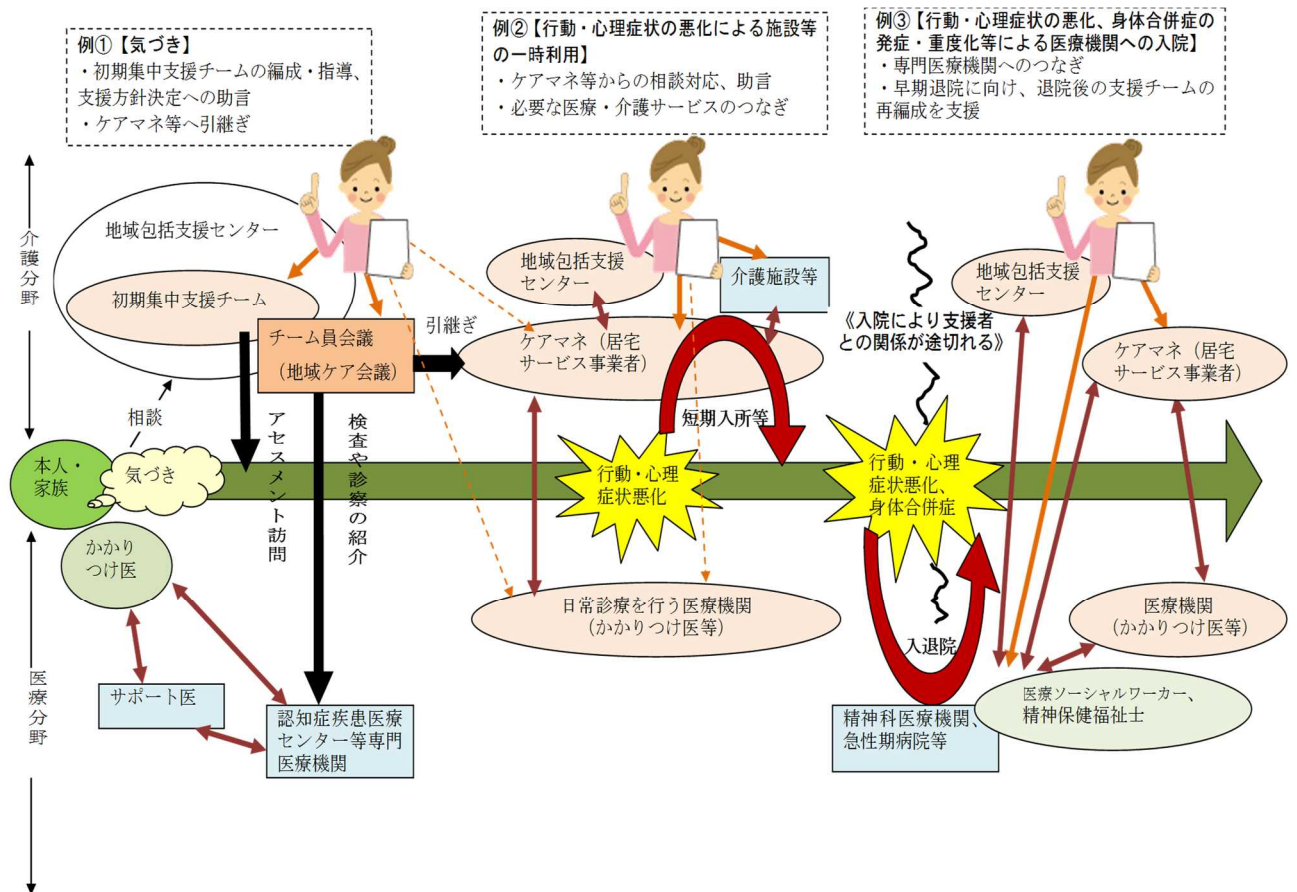 例①【気づき】
・初期集中支援チームの編成・指導、
支援方針決定への助言
・ケアマネ等へ引継ぎ
例②【行動・心理症状の悪化による施設等
の一時利用】
・ケアマネ等からの相談対応、助言
・必要な医療・介護サービスのつなぎ
例③【行動・心理症状の悪化、身体合併症の
発症・重度化等による医療機関への入院】
・専門医療機関へのつなぎ
・早期退院に向け、退院後の支援チームの
再編成を支援
介護分野
地域包括支援センター
初期集中支援チーム
チーム員会議
（地域ケア会議）
引継ぎ
地域包括支援
センター
介護施設等
ケアマネ（居宅
サービス事業者）
短期入所等
《入院により支援者
との関係が途切れる》
地域包括支援
センター
ケアマネ（居宅
サービス事業者）
相談
アセスメント訪問
検査や診察の紹介
本人・
家族
気づき
行動・心理
症状悪化
行動・心理
症状悪化、
身体合併症
かかり
つけ医
医療分野
サポート医
認知症疾患医療
センター等専門
医療機関
日常診療を行う医療機関
（かかりつけ医等）
入退院
精神科医療機関、
急性期病院等
医療機関
（かかりつけ医等）
医療ソーシャルワーカー、
精神保健福祉士